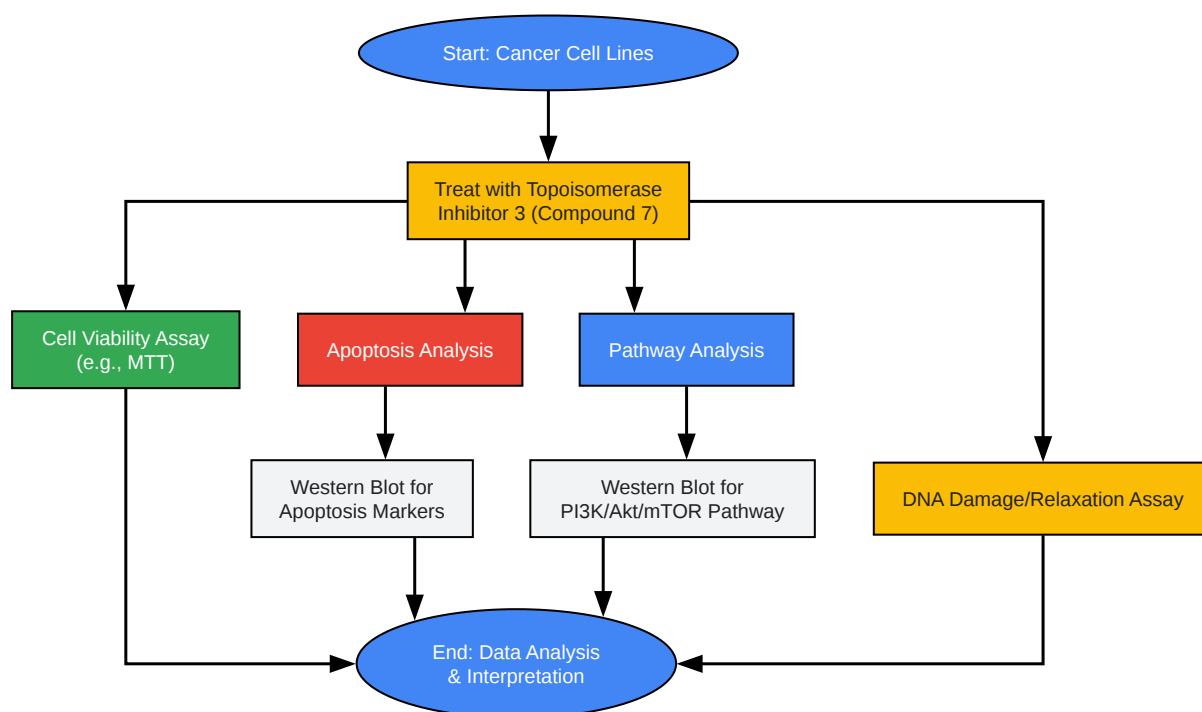 Start: Cancer Cell Lines
Treat with Topoisomerase
Inhibitor 3 (Compound 7)
Cell Viability Assay
(e.g., MTT)
Apoptosis Analysis
Pathway Analysis
Western Blot for
Apoptosis Markers
Western Blot for
PI3K/Akt/mTOR Pathway
DNA Damage/Relaxation Assay
End: Data Analysis
& Interpretation